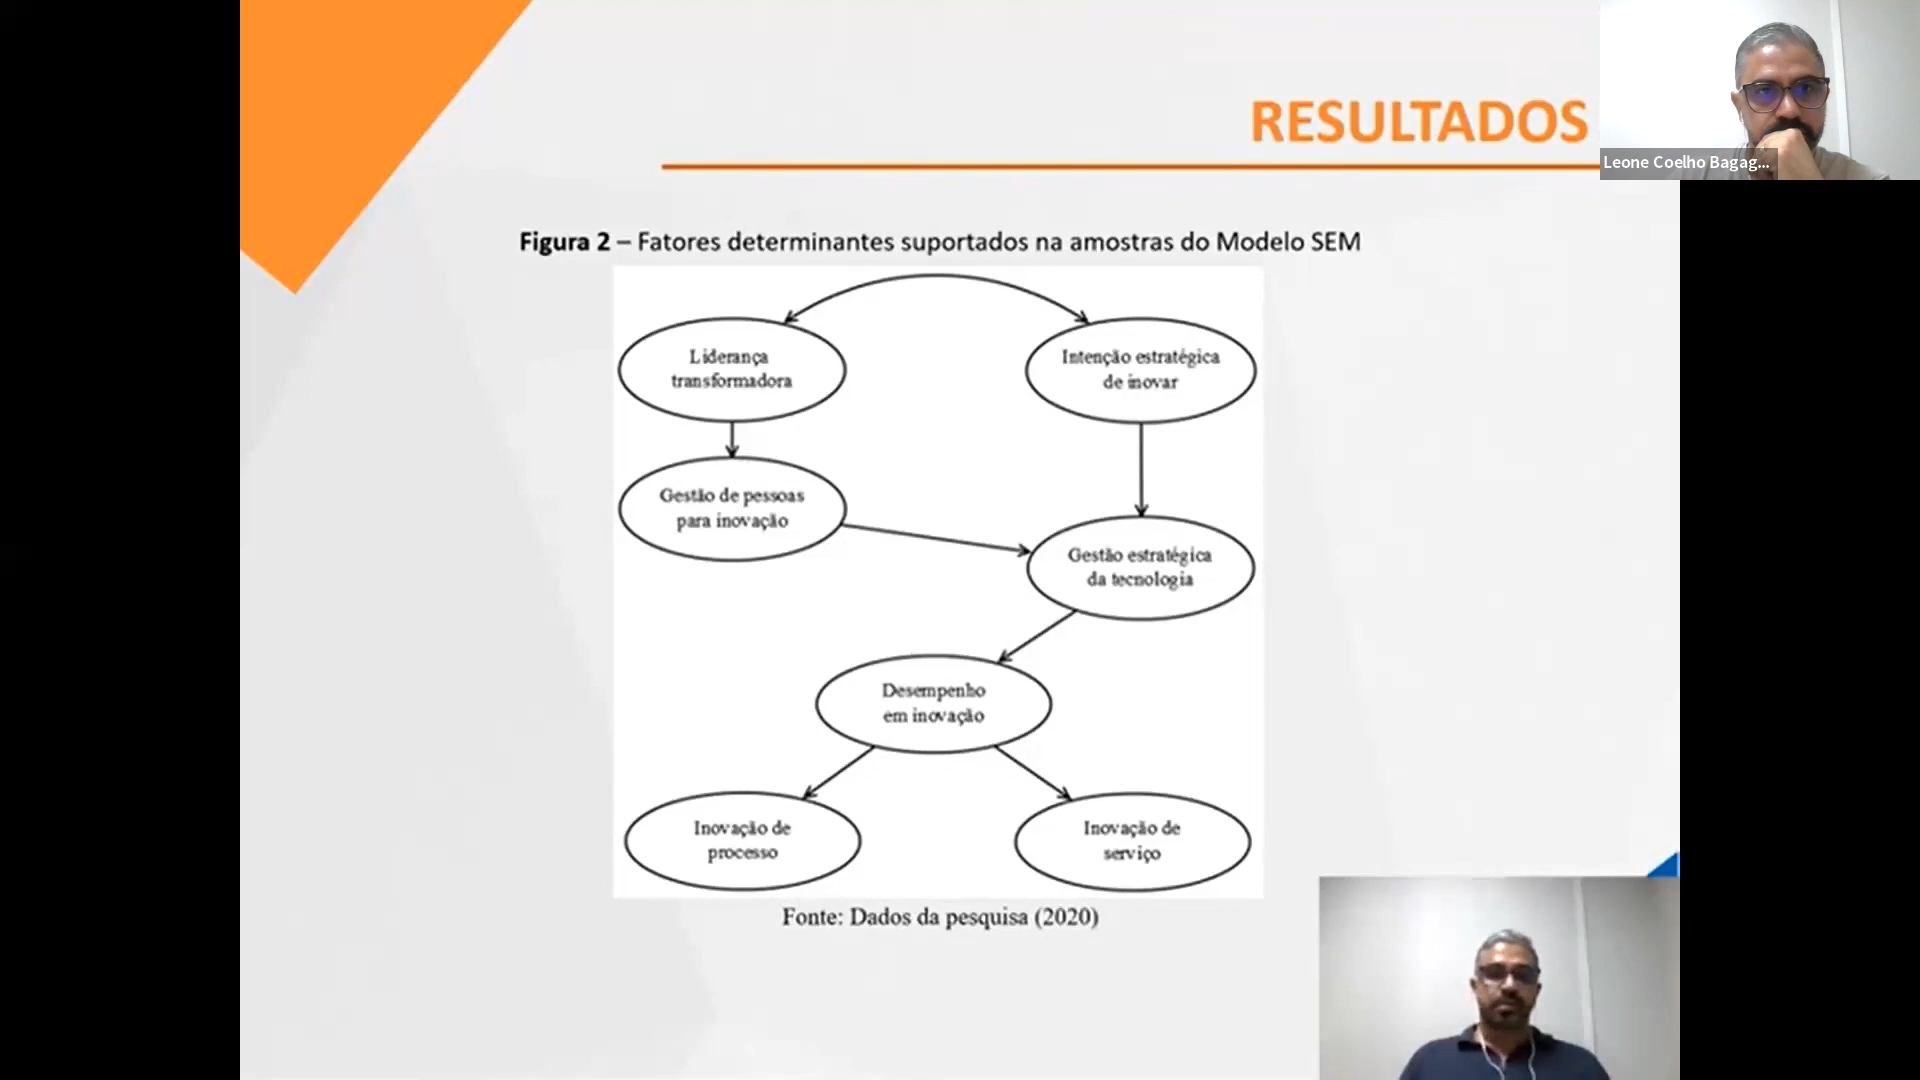 RESULTADOS
Leone Coelho Bagag...
Figura 2 – Fatores determinantes suportados na amostras do Modelo SEM
Liderança
transformadora
Intenção estratégica
de inovar
Gestão de pessoas
para inovação
Gestão estratégica
da tecnologia
Desempenho
em inovação
Inovação de
processo
Inovação de
serviço
Fonte: Dados da pesquisa (2020)